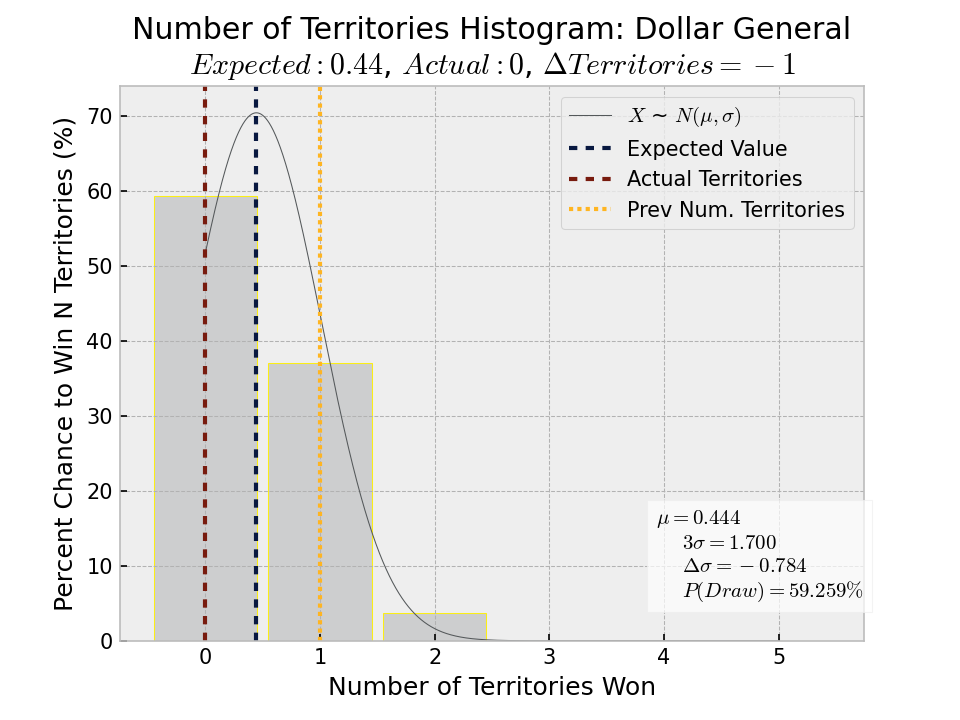 Number of Territories Histogram: Dollar General
Expected : 0.44, Actual : 0, ΔTerritories = −1
Percent Chance to Win N Territories (%)
70
60
50
40
30
20
10
0
X ~ N(μ, σ)
Expected Value
Actual Territories
Prev Num. Territories
μ = 0.444
3σ = 1.700
Δσ = −0.784
P(Draw) = 59.259%
0 1 2 3 4 5
Number of Territories Won